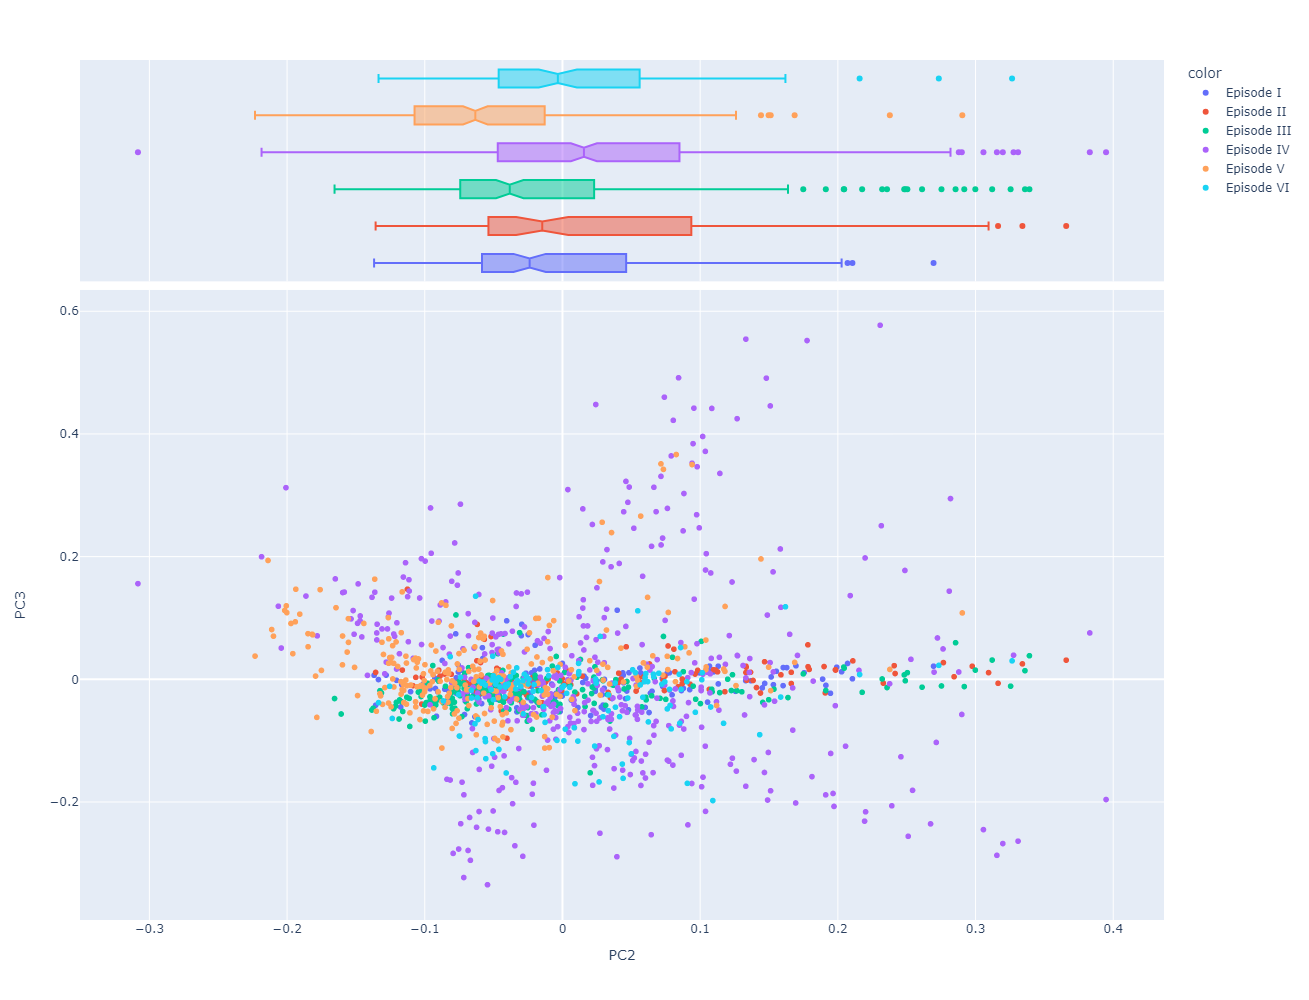 color
Episode I
Episode II
Episode III
Episode IV
Episode V
Episode VI
0.6
0.4
0.2
0
−0.2
PC3
−0.3
−0.2
−0.1
0
0.1
0.2
0.3
0.4
PC2